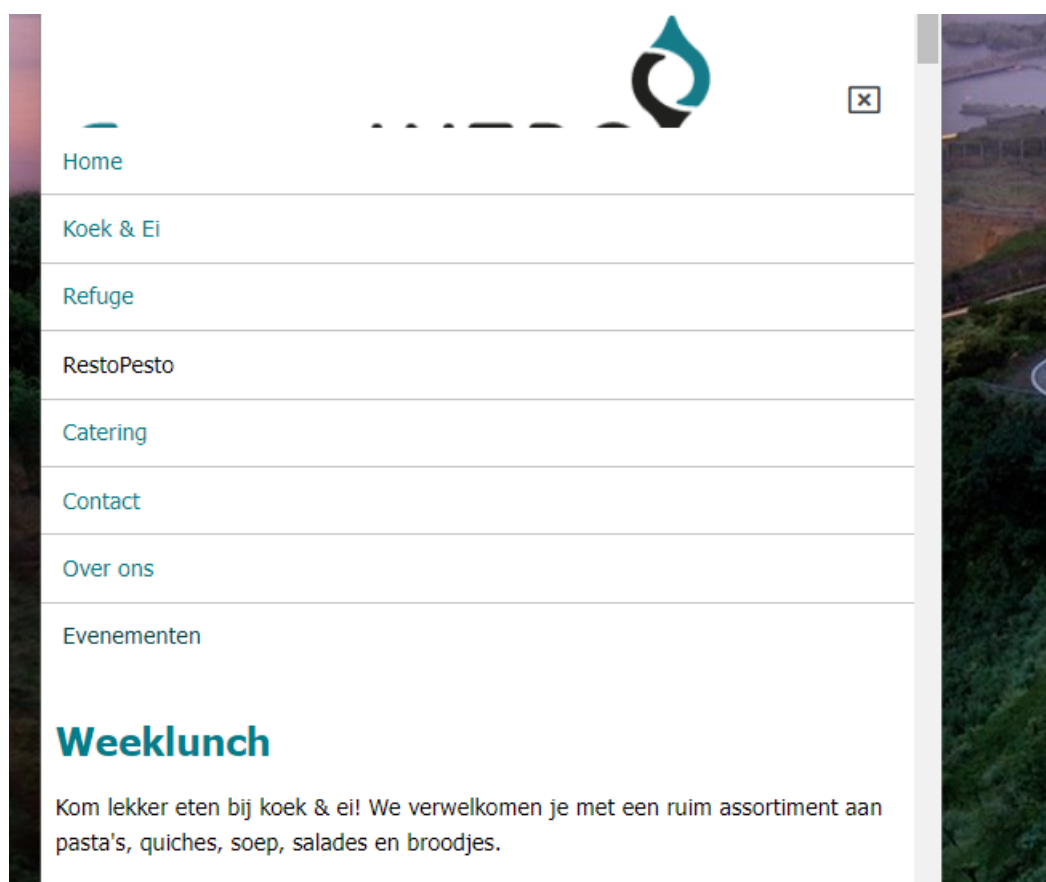 Home
Koek & Ei
Refuge
RestoPesto
Catering
Contact
Over ons
Evenementen
Weeklunch
Kom lekker eten bij koek & ei! We verwelkomen je met een ruim assortiment aan
pasta's, quiches, soep, salades en broodjes.